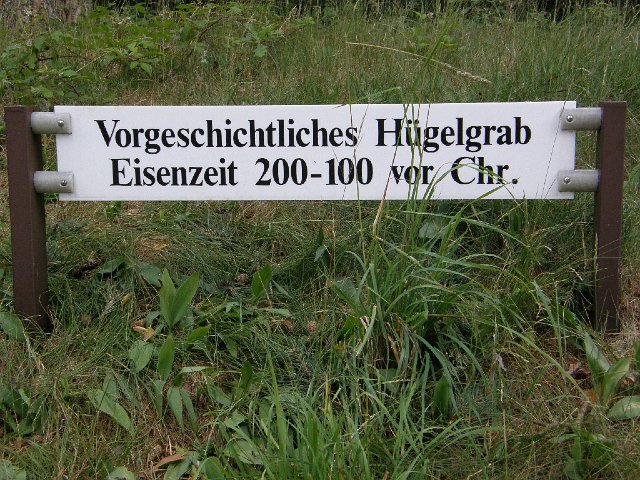 Vorgeschichtliches Hügelgrab
Eisenzeit 200-100 vor Chr.